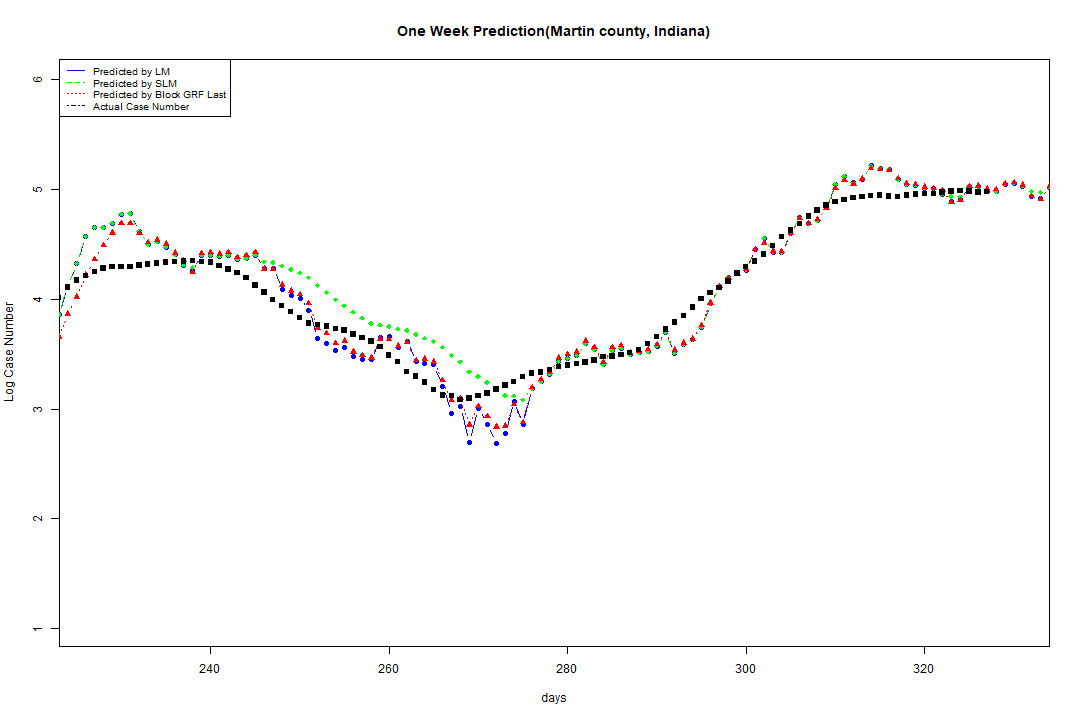 One Week Prediction(Martin county, Indiana)
Predicted by LM
Predicted by SLM
Predicted by Block GRF Last
Actual Case Number
6
5
4
3
2
1
Log Case Number
240 260 280 300 320
days